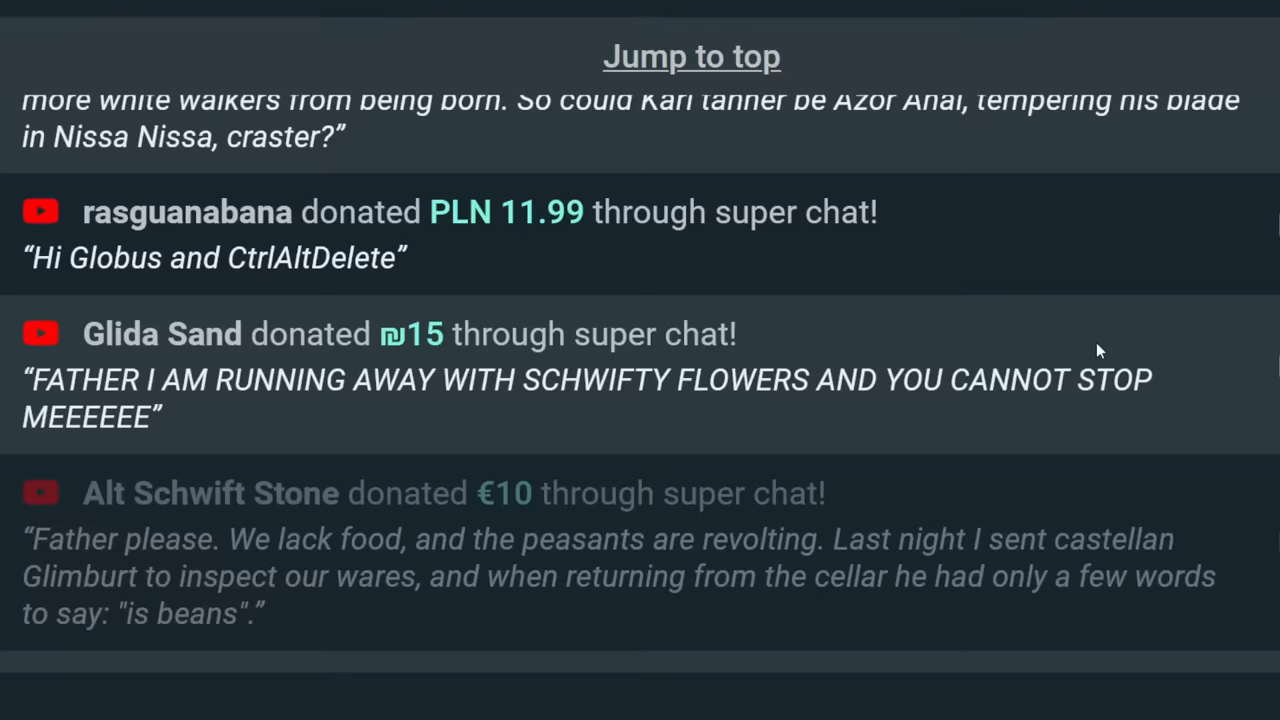 Jump to top
more white walkers from being born. So could Karl tanner be Azor Ahai, tempering his blade
in Nissa Nissa, craster?”
rasguanabana donated PLN 11.99 through super chat!
“Hi Globus and CtrlAltDelete”
Glida Sand donated ₪15 through super chat!
“FATHER I AM RUNNING AWAY WITH SCHWIFTY FLOWERS AND YOU CANNOT STOP
MEEEEEE”
Alt Schwift Stone donated €10 through super chat!
“Father please. We lack food, and the peasants are revolting. Last night I sent castellan
Glimburt to inspect our wares, and when returning from the cellar he had only a few words
to say: "is beans".”